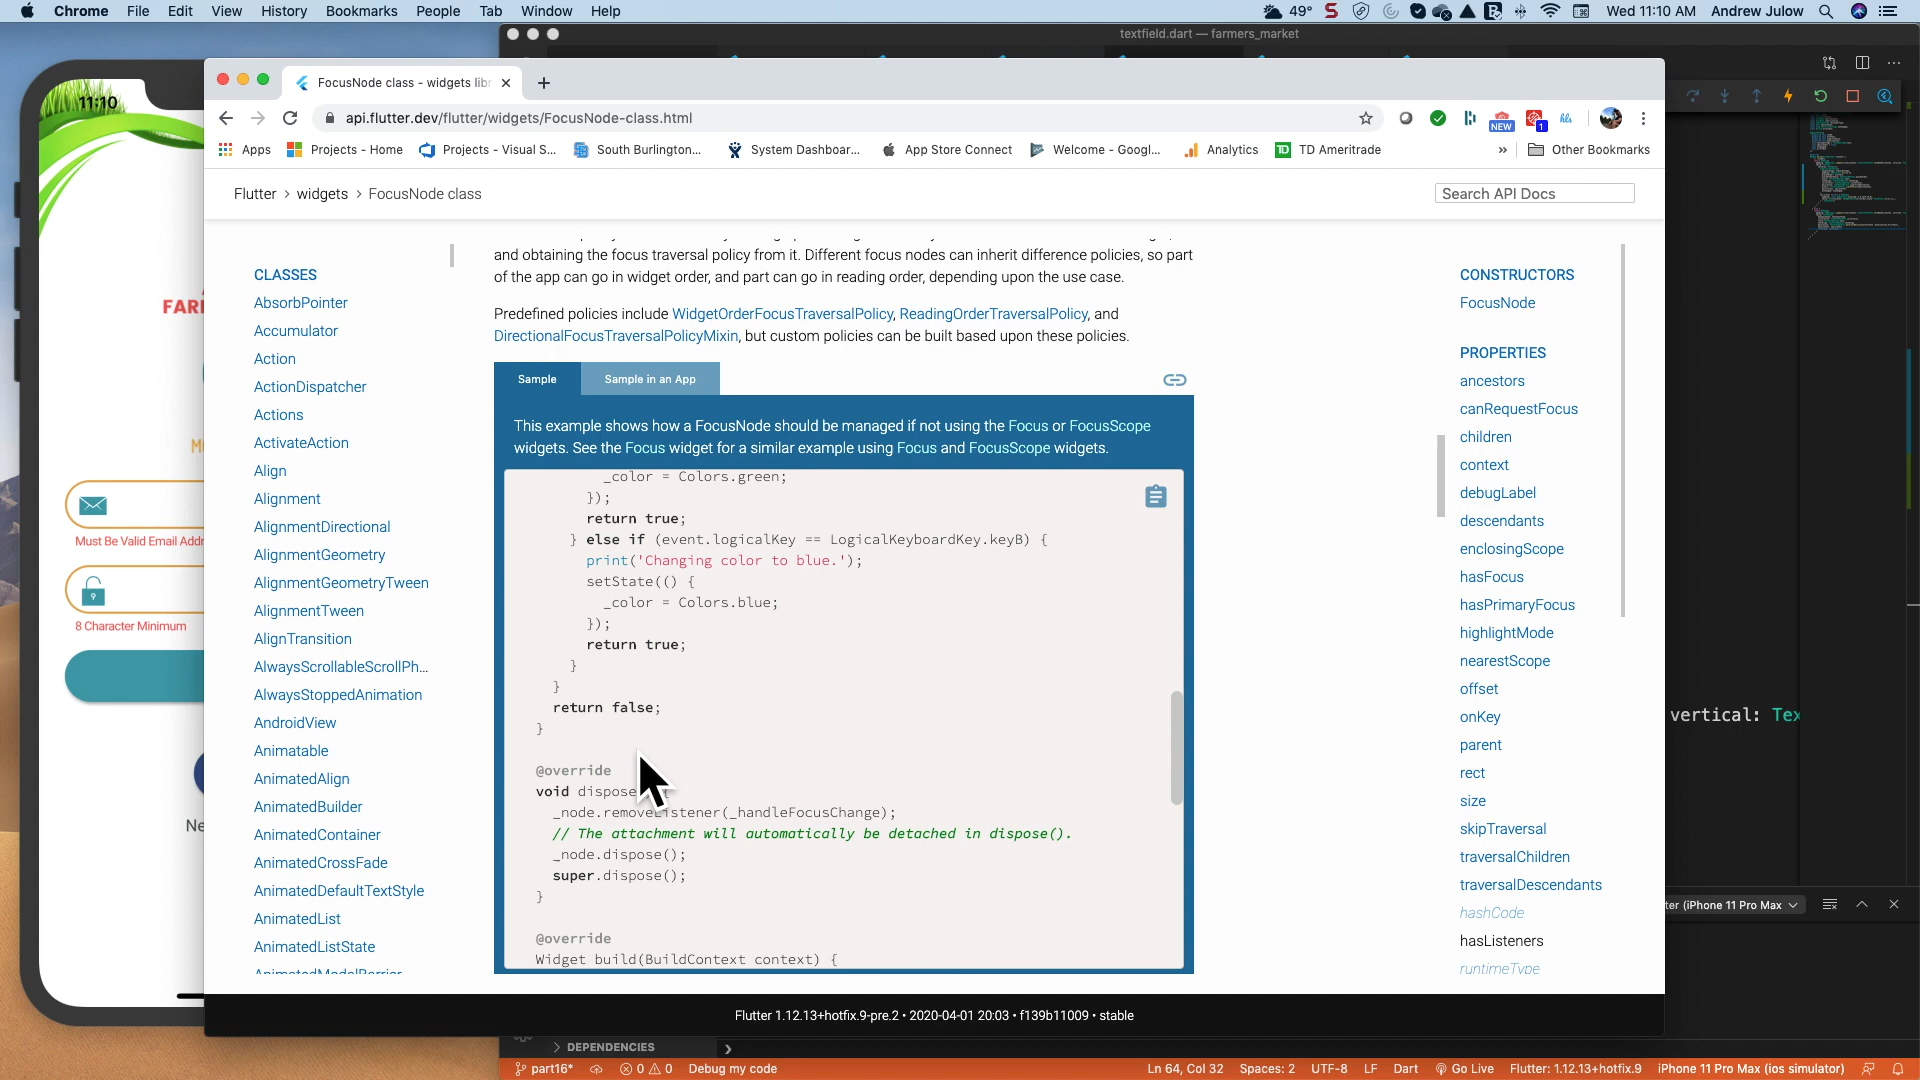 Chrome File Edit View History Bookmarks People Tab Window Help 49° Wed 11:10 AM Andrew Julow
textfield.dart — farmers_market
FocusNode class - widgets libr
api.flutter.dev/flutter/widgets/FocusNode-class.html
NEW
1
Apps Projects - Home Projects - Visual S... South Burlington... System Dashboar... App Store Connect Welcome - Googl... Analytics TD Ameritrade » Other Bookmarks
Flutter > widgets > FocusNode class
Search API Docs
11:10
FAR
Must Be Valid Email Addr
8 Character Minimum
Ne
CLASSES
AbsorbPointer
Accumulator
Action
ActionDispatcher
Actions
ActivateAction
Align
Alignment
AlignmentDirectional
AlignmentGeometry
AlignmentGeometryTween
AlignmentTween
AlignTransition
AlwaysScrollableScrollPh...
AlwaysStoppedAnimation
AndroidView
Animatable
AnimatedAlign
AnimatedBuilder
AnimatedContainer
AnimatedCrossFade
AnimatedDefaultTextStyle
AnimatedList
AnimatedListState
and obtaining the focus traversal policy from it. Different focus nodes can inherit difference policies, so part
of the app can go in widget order, and part can go in reading order, depending upon the use case.
Predefined policies include WidgetOrderFocusTraversalPolicy, ReadingOrderTraversalPolicy, and
DirectionalFocusTraversalPolicyMixin, but custom policies can be built based upon these policies.
Sample Sample in an App
This example shows how a FocusNode should be managed if not using the Focus or FocusScope
widgets. See the Focus widget for a similar example using Focus and FocusScope widgets.
_color = Colors.green;
});
return true;
} else if (event.logicalKey == LogicalKeyboardKey.keyB) {
print('Changing color to blue.');
setState(() {
_color = Colors.blue;
});
return true;
}
}
return false;
}
@override
void dispose {
_node.removeListener(_handleFocusChange);
// The attachment will automatically be detached in dispose().
_node.dispose();
super.dispose();
}
@override
Widget build(BuildContext context) {
CONSTRUCTORS
FocusNode
PROPERTIES
ancestors
canRequestFocus
children
context
debugLabel
descendants
enclosingScope
hasFocus
hasPrimaryFocus
highlightMode
nearestScope
offset
onKey
parent
rect
size
skipTraversal
traversalChildren
traversalDescendants
hashCode
hasListeners
runtimeType
vertical: Tex
ter (iPhone 11 Pro Max
Flutter 1.12.13+hotfix.9-pre.2 • 2020-04-01 20:03 • f139b11009 • stable
> DEPENDENCIES
part16* 0 0 Debug my code Ln 64, Col 32 Spaces: 2 UTF-8 LF Dart Go Live Flutter: 1.12.13+hotfix.9 iPhone 11 Pro Max (ios simulator)